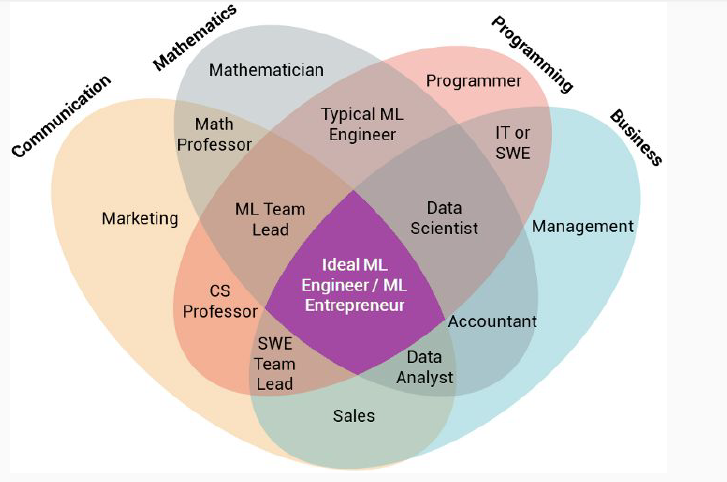 Communication
Mathematics
Programming
Business
Mathematician
Programmer
Math
Professor
Typical ML
Engineer
IT or
SWE
Marketing
ML Team
Lead
Data
Scientist
Management
Ideal ML
Engineer / ML
Entrepreneur
CS
Professor
Accountant
SWE
Team
Lead
Data
Analyst
Sales